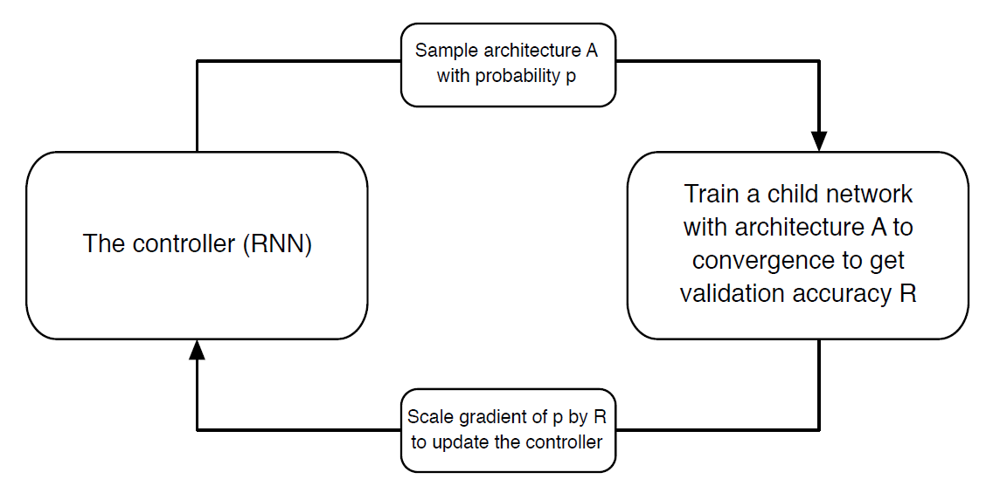 Sample architecture A
with probability p
The controller (RNN)
Train a child network
with architecture A to
convergence to get
validation accuracy R
Scale gradient of p by R
to update the controller